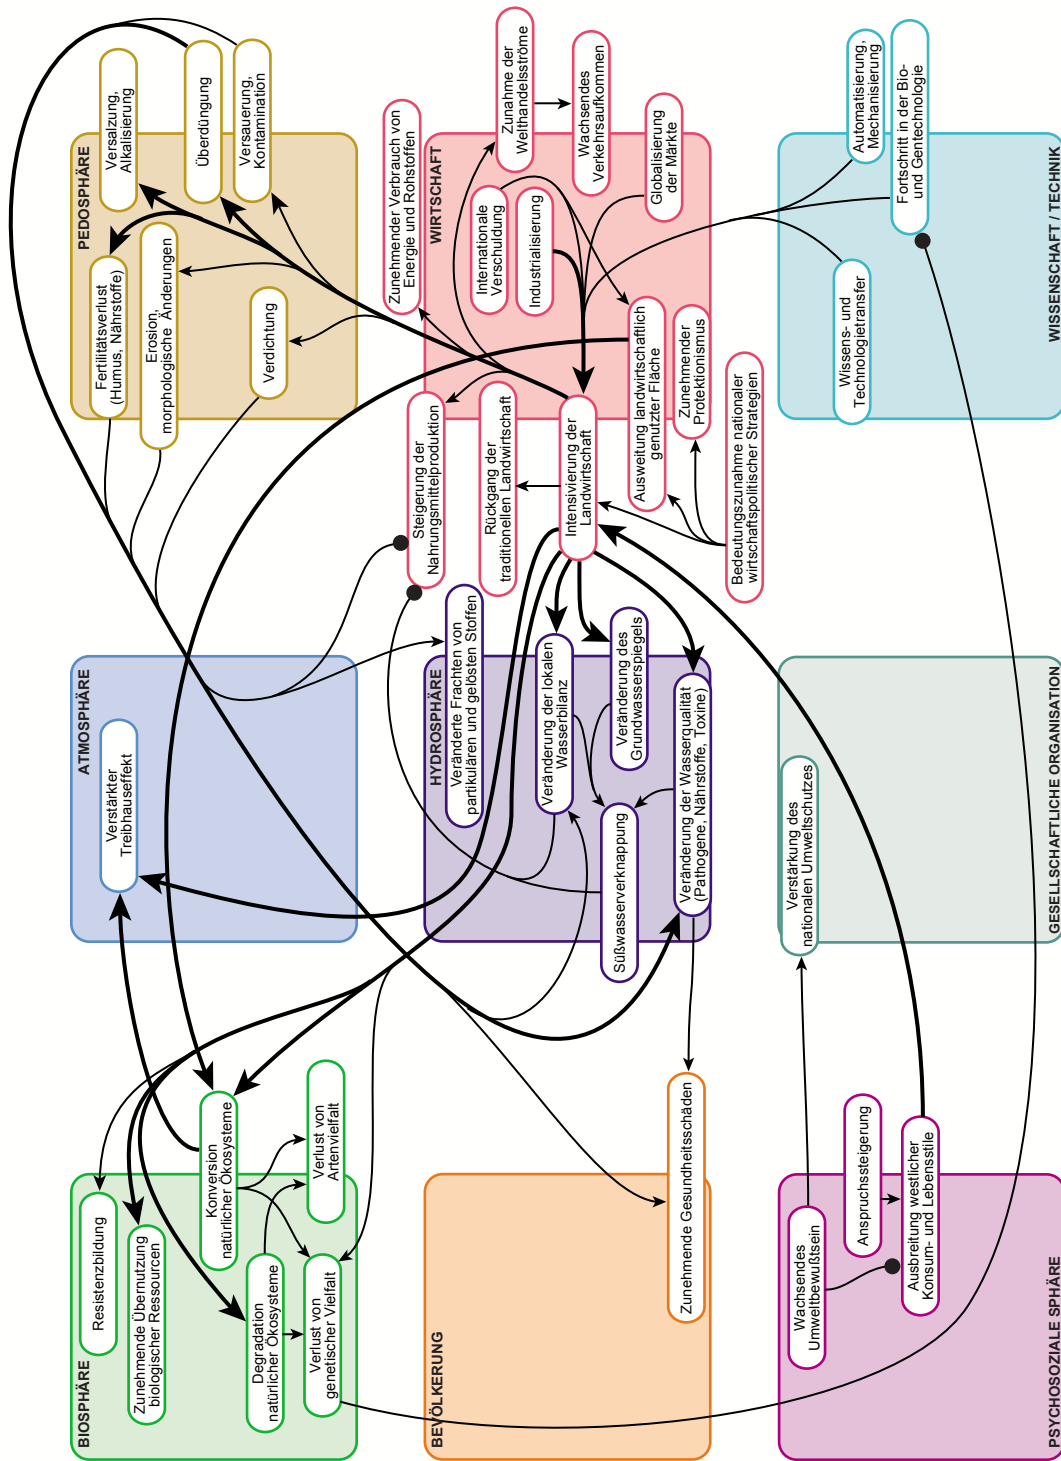 BIOSPHÄRE
Resistenzbildung
Zunehmende Übernutzung
biologischer Ressourcen
Konversion
natürlicher Ökosysteme
Degradation
natürlicher Ökosysteme
Verlust von
genetischer Vielfalt
Verlust von
Artenvielfalt
ATMOSPHÄRE
Verstärkter
Treibhauseffekt
PEDOSPHÄRE
Versalzung,
Alkalisierung
Überdüngung
Versauerung,
Kontamination
Fertilitätsverlust
(Humus, Nährstoffe)
Erosion,
morphologische Änderungen
Verdichtung
BEVÖLKERUNG
Zunehmende Gesundheitsschäden
HYDROSPHÄRE
Veränderte Frachten von
partikulären und gelösten Stoffen
Veränderung der lokalen
Wasserbilanz
Veränderung des
Grundwasserspiegels
Süßwasserverknappung
Veränderung der Wasserqualität
(Pathogene, Nährstoffe, Toxine)
WIRTSCHAFT
Zunehmender Verbrauch von
Energie und Rohstoffen
Steigerung der
Nahrungsmittelproduktion
Rückgang der
traditionellen Landwirtschaft
Intensivierung der
Landwirtschaft
Internationale
Verschuldung
Industrialisierung
Zunahme der
Welthandelsströme
Wachsendes
Verkehrsaufkommen
Globalisierung
der Märkte
Ausweitung landwirtschaftlich
genutzter Fläche
Zunehmender
Protektionismus
Bedeutungszunahme nationaler
wirtschaftspolitischer Strategien
PSYCHOSOZIALE SPHÄRE
Wachsendes
Umweltbewußtsein
Anspruchssteigerung
Ausbreitung westlicher
Konsum- und Lebensstile
GESELLSCHAFTLICHE ORGANISATION
Verstärkung des
nationalen Umweltschutzes
WISSENSCHAFT / TECHNIK
Wissens- und
Technologietransfer
Automatisierung,
Mechanisierung
Fortschritt in der Bio-
und Gentechnologie